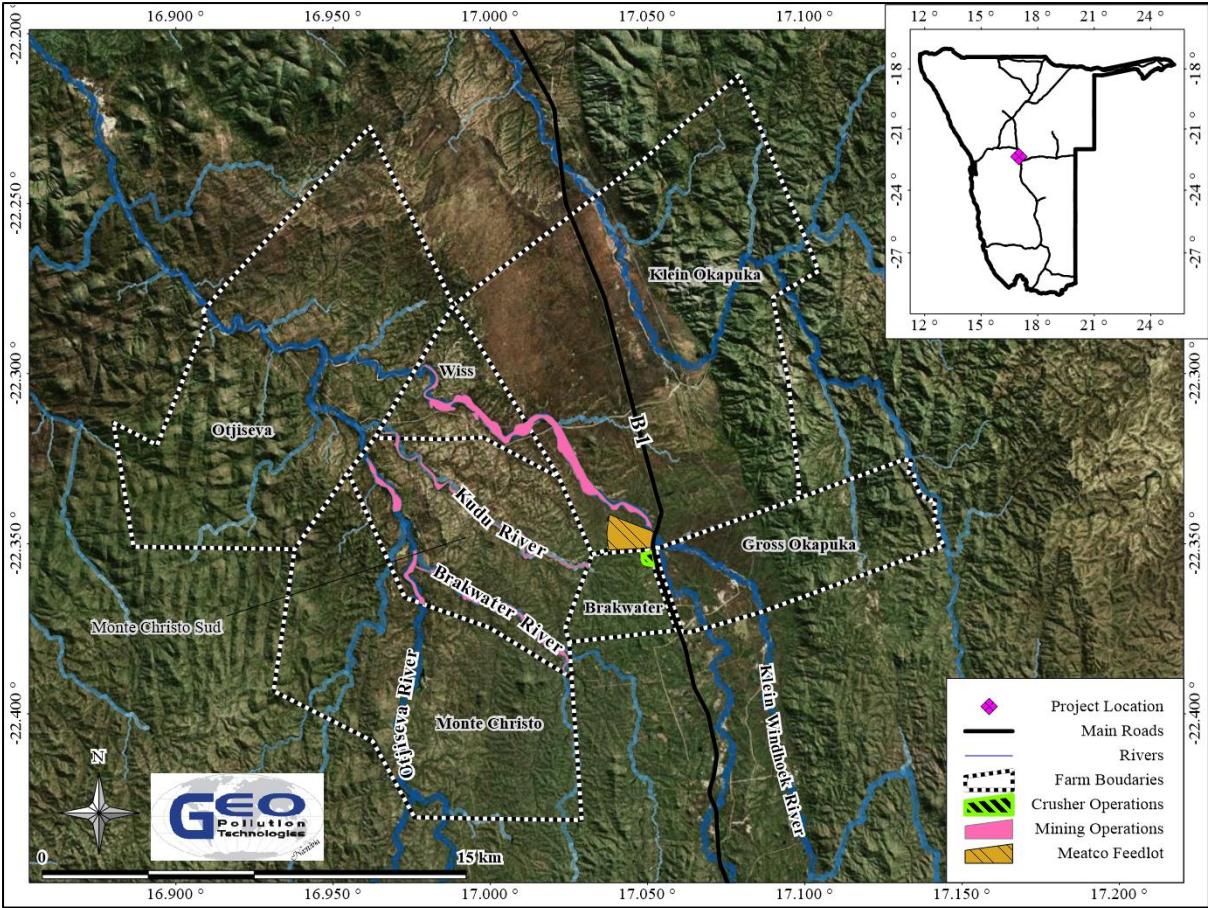 16.900 °
16.950 °
17.000 °
17.050 °
17.100 °
-22.200 °
-22.250 °
-22.300 °
-22.350 °
-22.400 °
12 °
15 °
18 °
21 °
24 °
-18 °
-21 °
-24 °
-27 °
12 °
15 °
18 °
21 °
24 °
-18 °
-21 °
-24 °
-27 °
Klein Okapuka
Wiss
Otjiseva
B 1
Kudu River
Gross Okapuka
Brakwater River
Brakwater
Monte Christo Sud
Otjiseva River
Monte Christo
Klein Windhoek River
-22.250 °
-22.300 °
-22.350 °
-22.400 °
Project Location
Main Roads
Rivers
Farm Boudaries
Crusher Operations
Mining Operations
Meatco Feedlot
N
GEO
Pollution
Technologies
Namibia
0
15 km
16.900 °
16.950 °
17.000 °
17.050 °
17.100 °
17.150 °
17.200 °